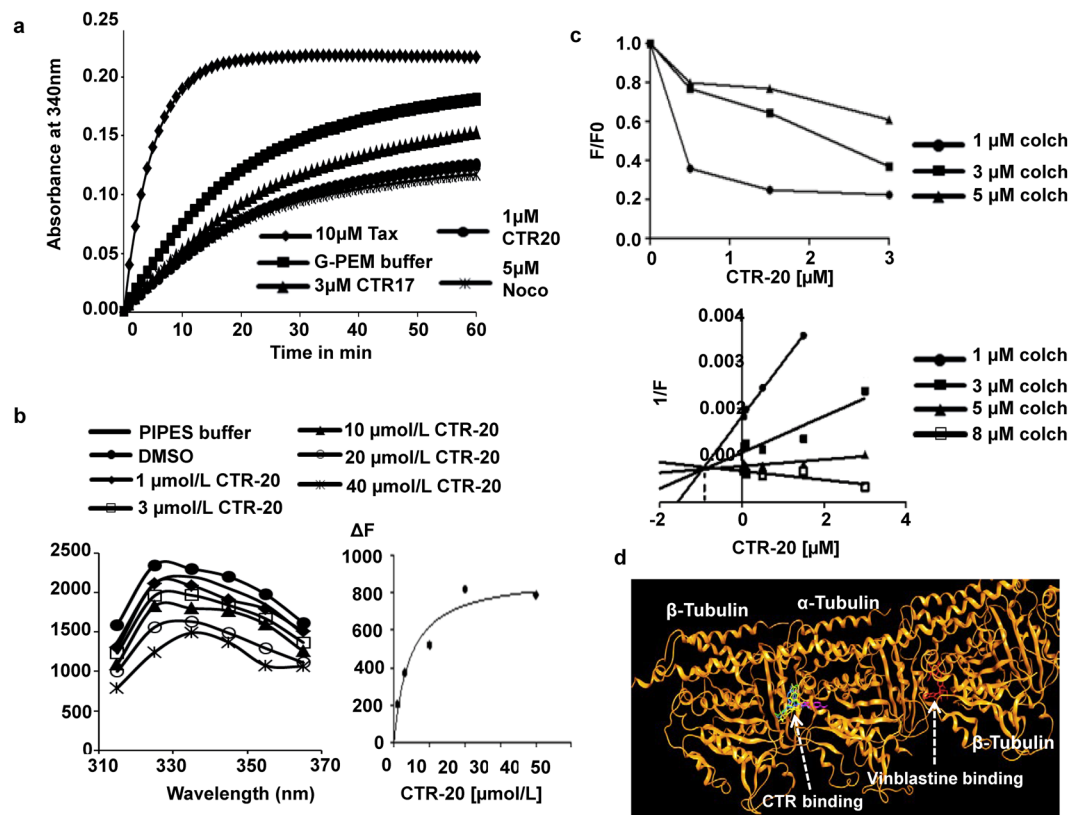 a
0.25
0.20
0.15
0.10
0.05
0.00
Absorbance at 340nm
0
10
20
30
40
50
60
Time in min
10µM Tax
G-PEM buffer
3µM CTR17
1µM
CTR20
5µM
Noco
b
PIPES buffer
DMSO
1 µmol/L CTR-20
3 µmol/L CTR-20
10 µmol/L CTR-20
20 µmol/L CTR-20
40 µmol/L CTR-20
2500
2000
1500
1000
500
0
310
330
350
370
Wavelength (nm)
ΔF
1000
800
600
400
200
0
0
10
20
30
40
50
CTR-20 [µmol/L]
c
1.0
0.8
0.6
0.4
0.2
0.0
F/F0
0
1
2
3
CTR-20 [µM]
1 µM colch
3 µM colch
5 µM colch
0.004
0.003
0.002
0.001
1/F
-2
0
2
4
CTR-20 [µM]
1 µM colch
3 µM colch
5 µM colch
8 µM colch
d
β-Tubulin
α-Tubulin
β-Tubulin
Vinblastine binding
CTR binding